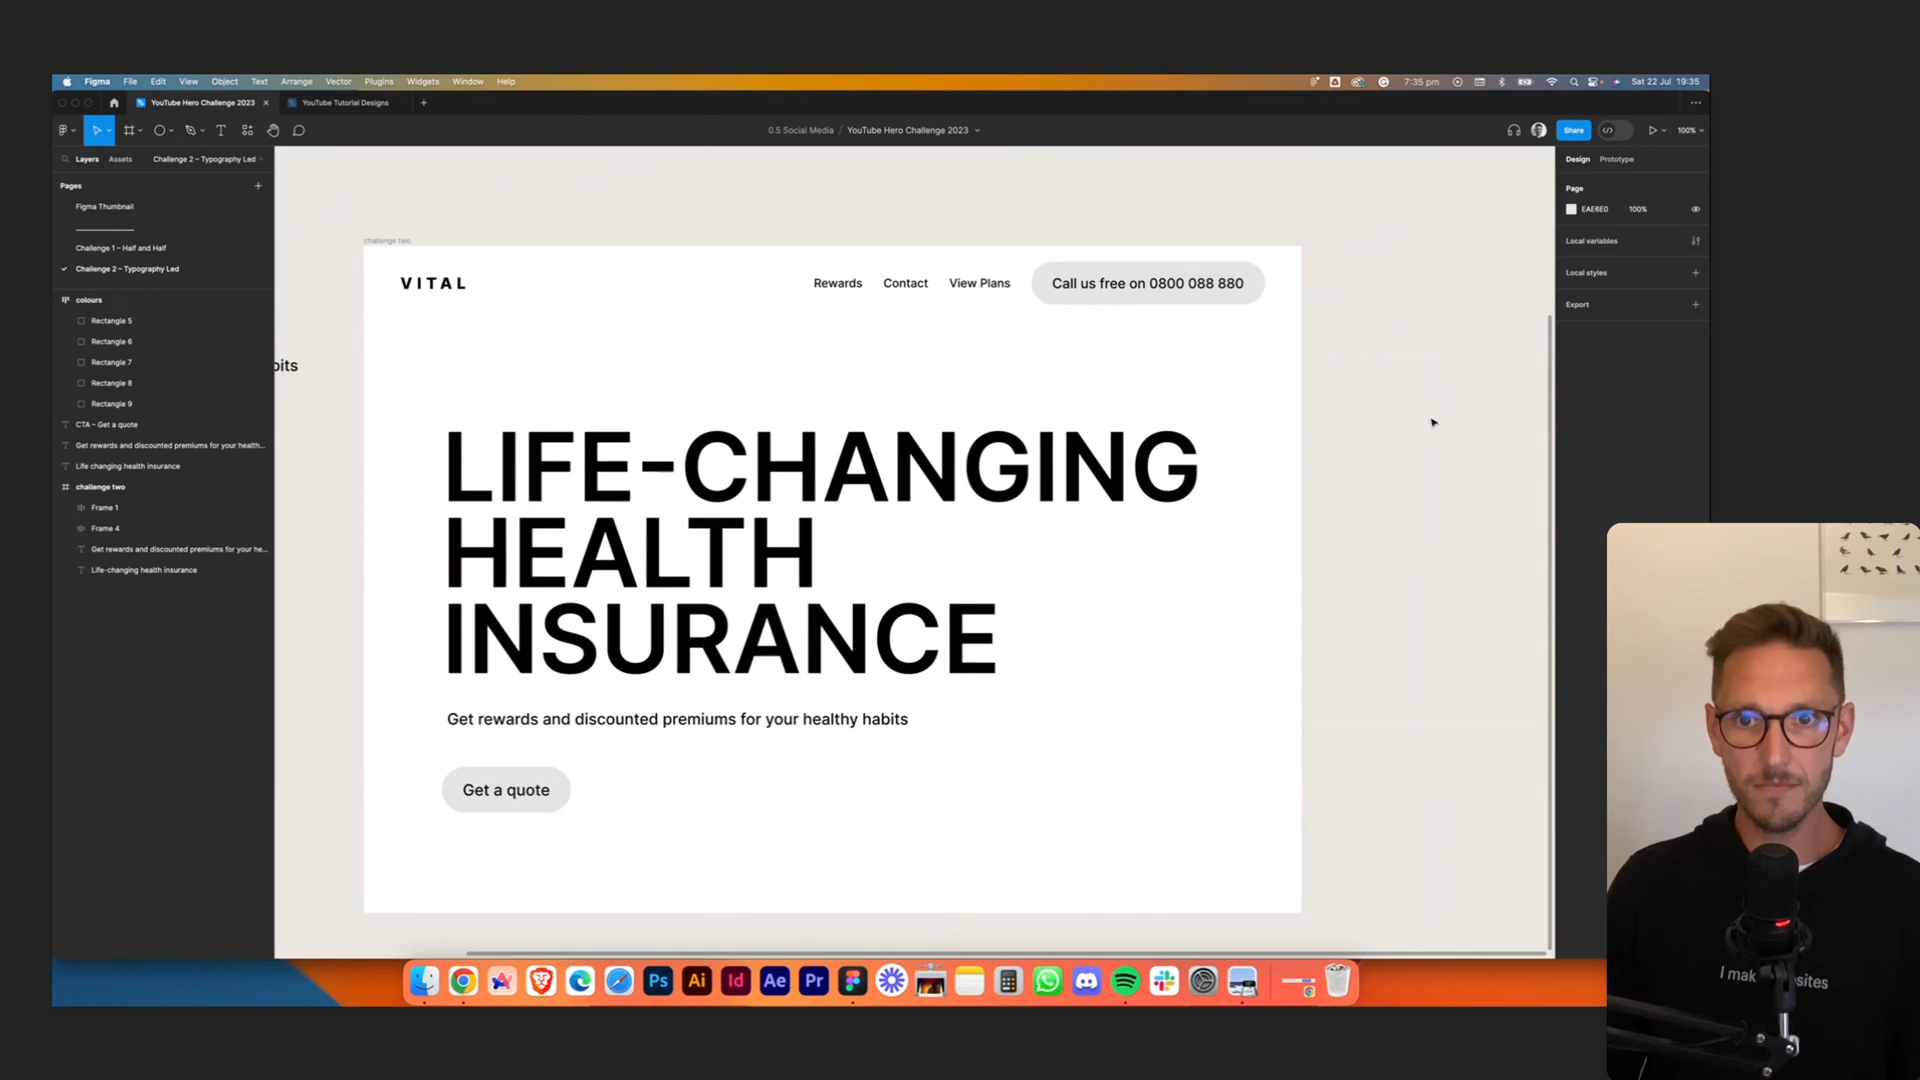 Figma File Edit View Object Text Arrange Vector Plugins Widgets Window Help
7:35 pm Sat 22 Jul 19:35
YouTube Hero Challenge 2023
YouTube Tutorial Designs
0.5 Social Media / YouTube Hero Challenge 2023
Share
100%
Layers Assets Challenge 2 – Typography Led
Pages
Figma Thumbnail
Challenge 1 – Half and Half
Challenge 2 – Typography Led
colours
Rectangle 5
Rectangle 6
Rectangle 7
Rectangle 8
Rectangle 9
CTA – Get a quote
Get rewards and discounted premiums for your health...
Life changing health insurance
challenge two
Frame 1
Frame 4
Get rewards and discounted premiums for your he...
Life-changing health insurance
bits
challenge two
VITAL
Rewards Contact View Plans Call us free on 0800 088 880
LIFE-CHANGING
HEALTH
INSURANCE
Get rewards and discounted premiums for your healthy habits
Get a quote
Design Prototype
Page
EAE6E0 100%
Local variables
Local styles
Export
Ps Ai Id Ae Pr
I mak sites